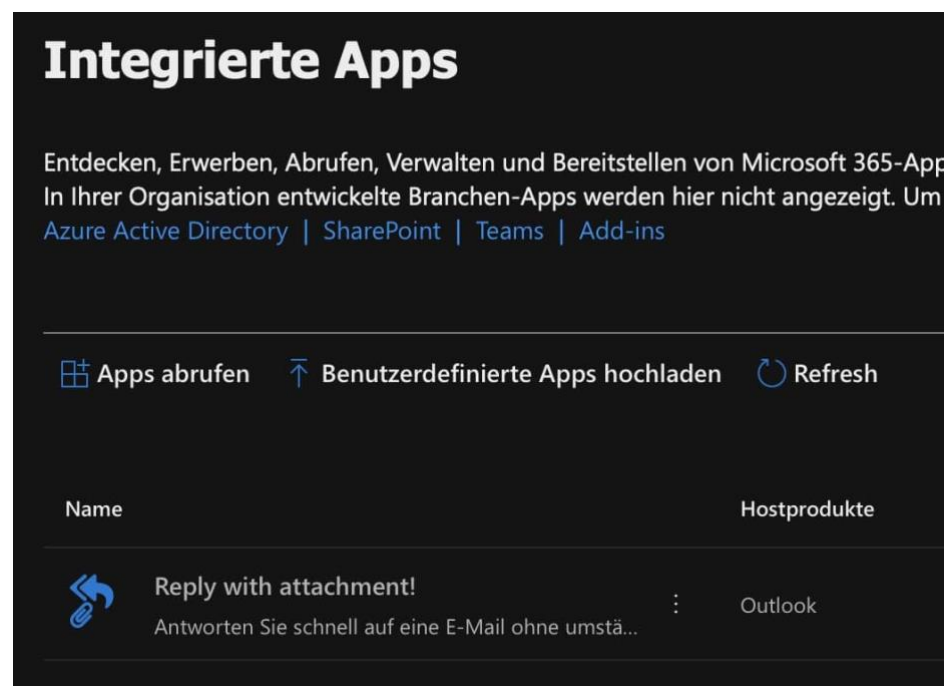 Integrierte Apps
Entdecken, Erwerben, Abrufen, Verwalten und Bereitstellen von Microsoft 365-App
In Ihrer Organisation entwickelte Branchen-Apps werden hier nicht angezeigt. Um
Azure Active Directory | SharePoint | Teams | Add-ins
Apps abrufen Benutzerdefinierte Apps hochladen Refresh
Name Hostprodukte
Reply with attachment!
Outlook
Antworten Sie schnell auf eine E-Mail ohne umstä...